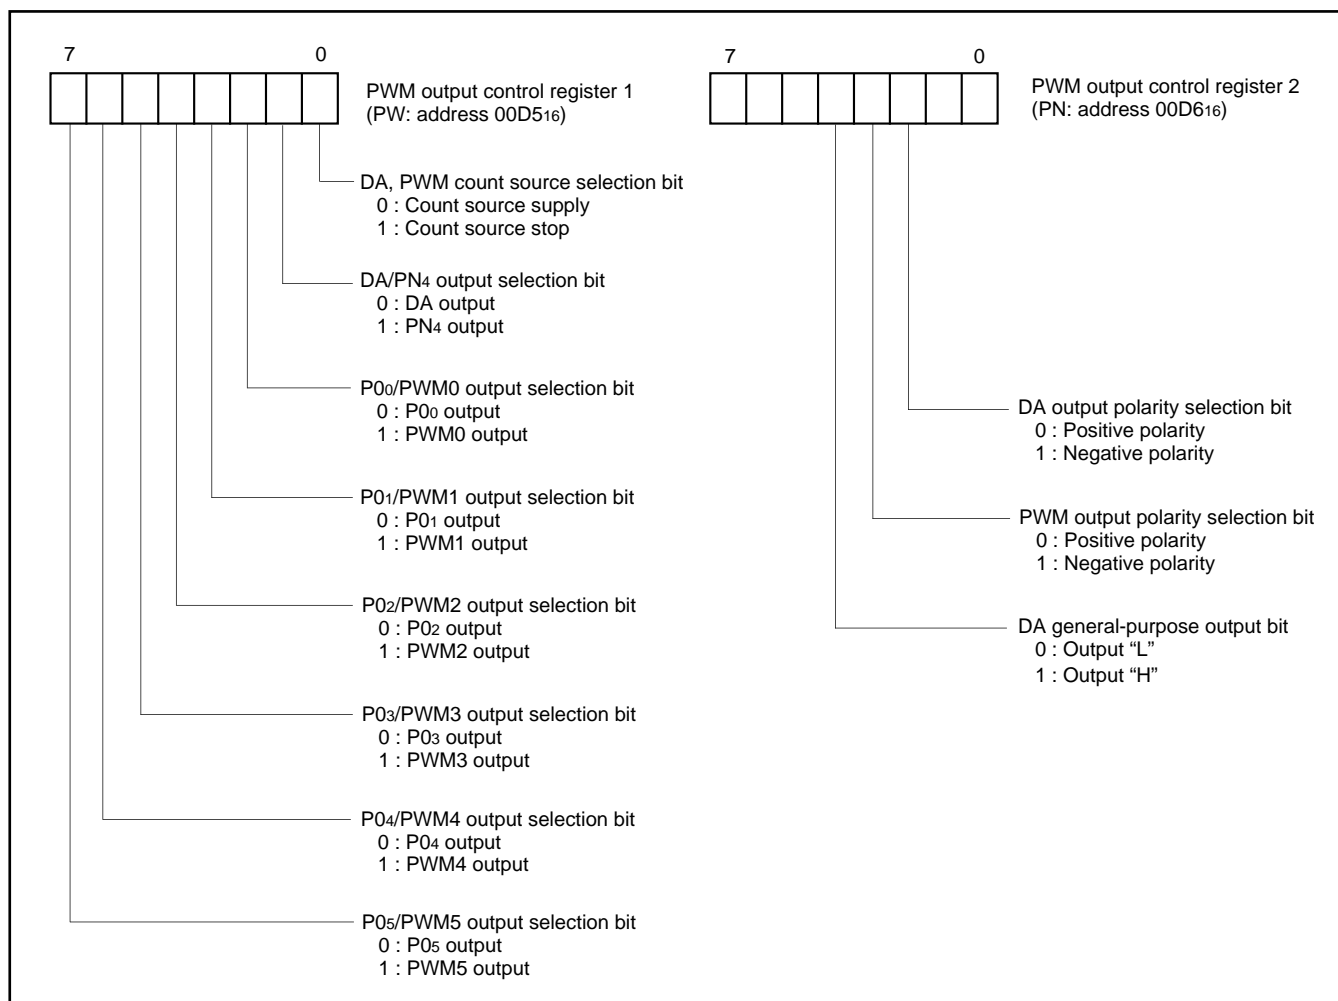 7 0
PWM output control register 1
(PW: address 00D516)
DA, PWM count source selection bit
0 : Count source supply
1 : Count source stop
DA/PN4 output selection bit
0 : DA output
1 : PN4 output
P00/PWM0 output selection bit
0 : P00 output
1 : PWM0 output
P01/PWM1 output selection bit
0 : P01 output
1 : PWM1 output
P02/PWM2 output selection bit
0 : P02 output
1 : PWM2 output
P03/PWM3 output selection bit
0 : P03 output
1 : PWM3 output
P04/PWM4 output selection bit
0 : P04 output
1 : PWM4 output
P05/PWM5 output selection bit
0 : P05 output
1 : PWM5 output
7 0
PWM output control register 2
(PN: address 00D616)
DA output polarity selection bit
0 : Positive polarity
1 : Negative polarity
PWM output polarity selection bit
0 : Positive polarity
1 : Negative polarity
DA general-purpose output bit
0 : Output “L”
1 : Output “H”